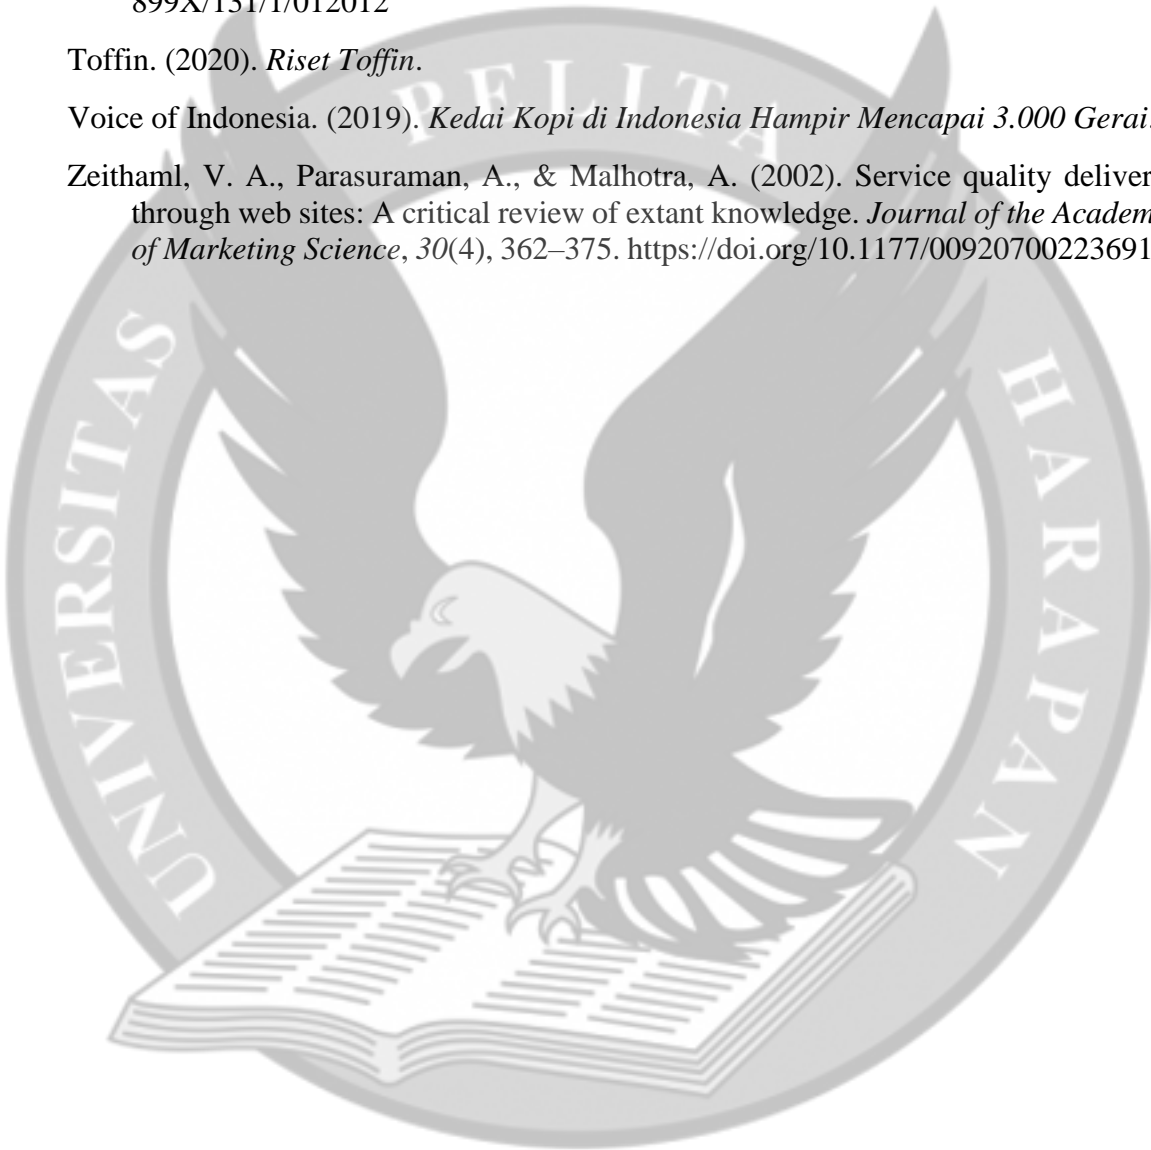 899X/131/1/012012
Toffin. (2020). Riset Toffin.
Voice of Indonesia. (2019). Kedai Kopi di Indonesia Hampir Mencapai 3.000 Gerai.
Zeithaml, V. A., Parasuraman, A., & Malhotra, A. (2002). Service quality deliver
through web sites: A critical review of extant knowledge. Journal of the Academ
of Marketing Science, 30(4), 362–375. https://doi.org/10.1177/00920700223691
UNIVERSITAS
PELITA
HARAPAN